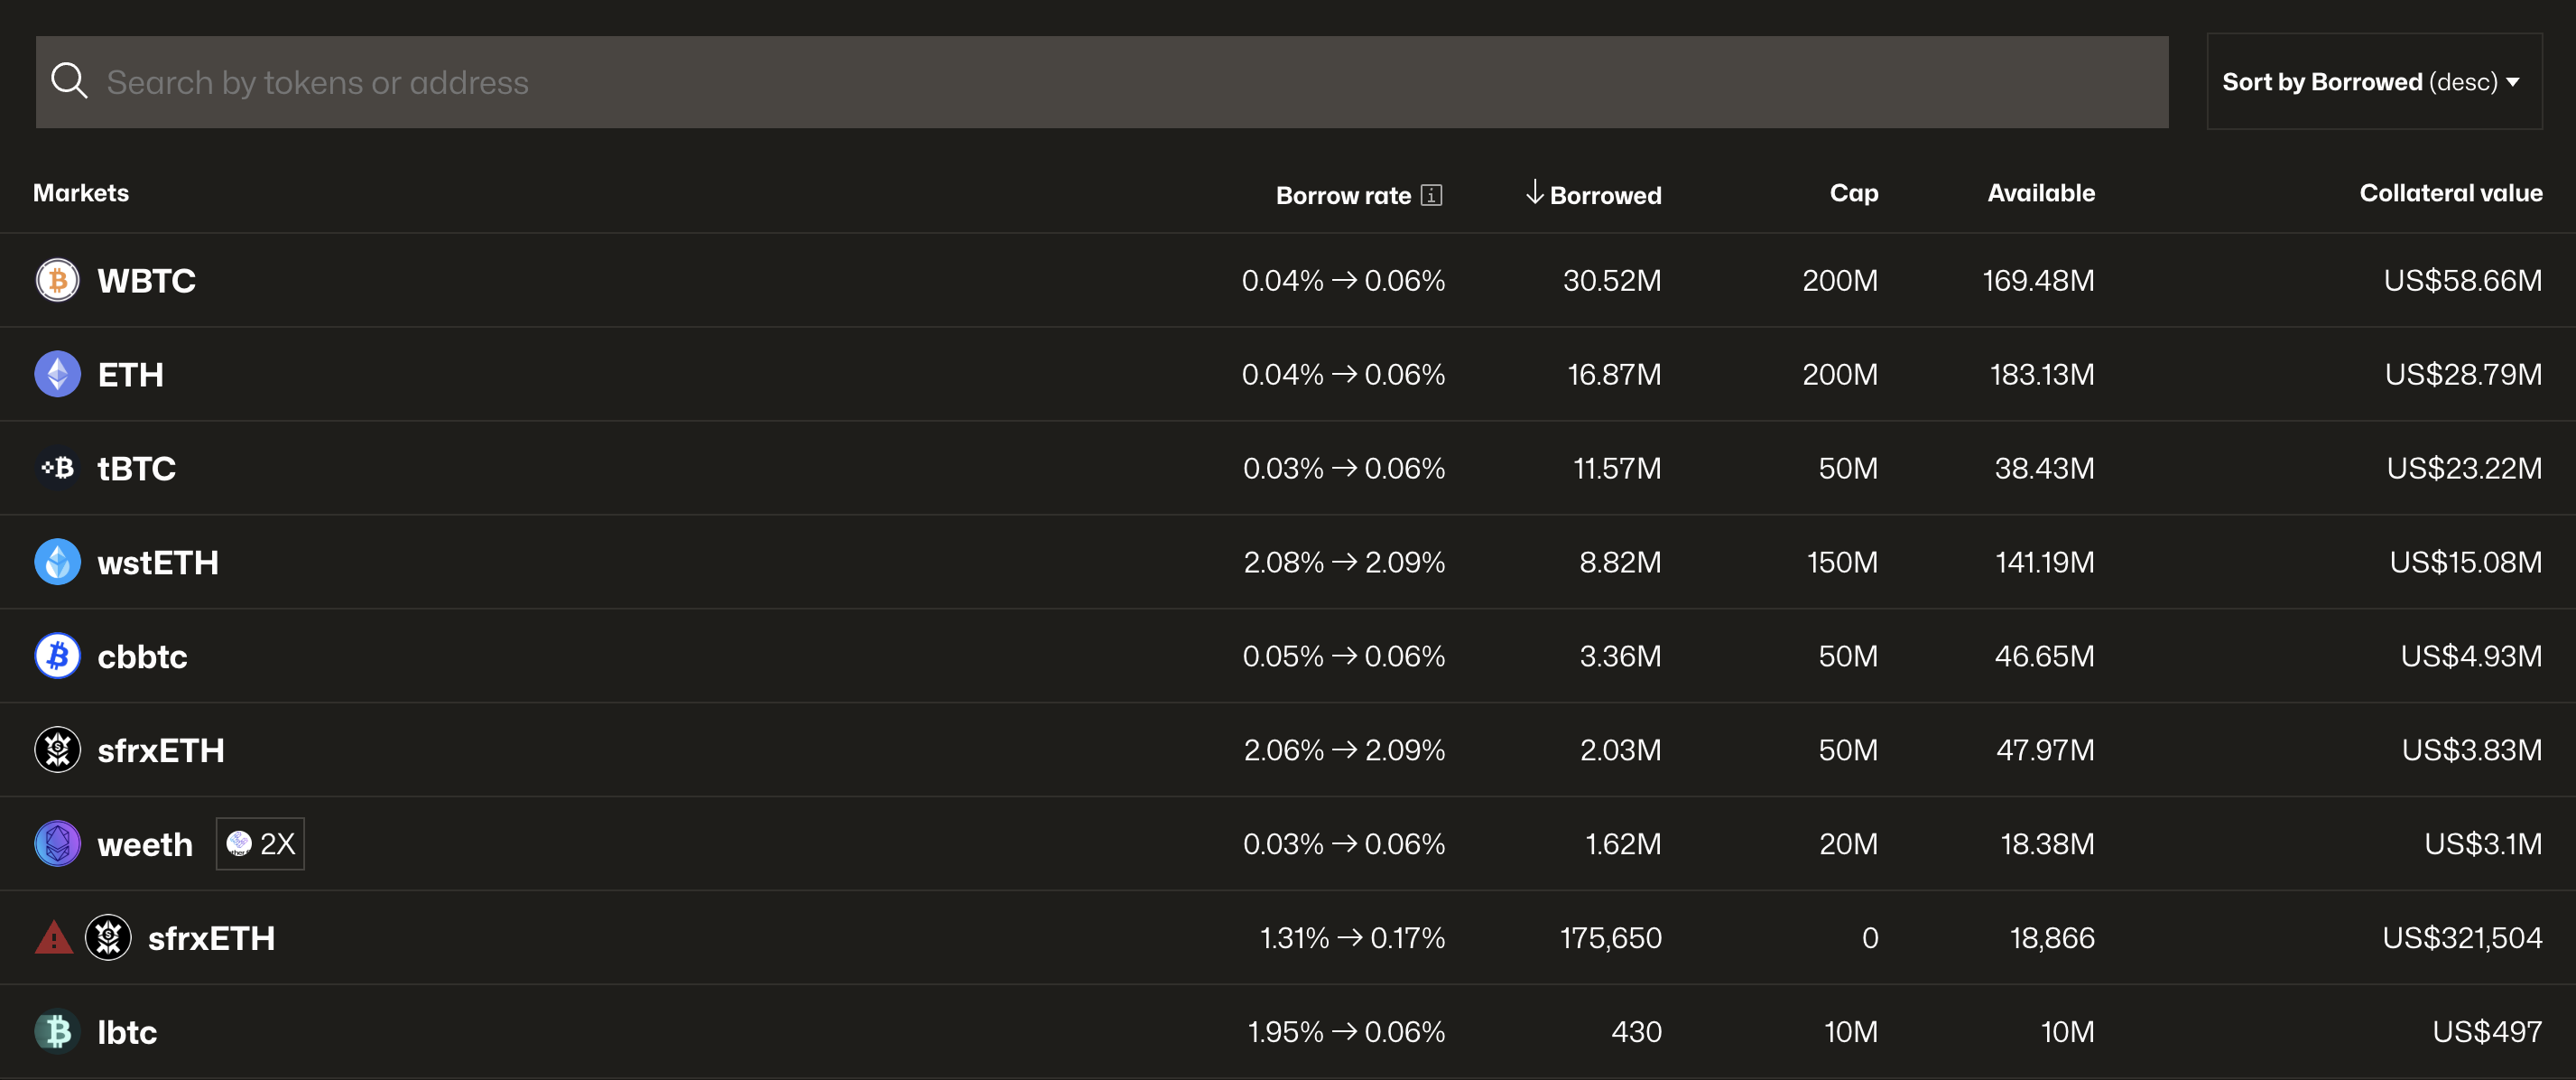 Search by tokens or address
Sort by Borrowed (desc)
Markets Borrow rate Borrowed Cap Available Collateral value
WBTC 0.04% → 0.06% 30.52M 200M 169.48M US$58.66M
ETH 0.04% → 0.06% 16.87M 200M 183.13M US$28.79M
tBTC 0.03% → 0.06% 11.57M 50M 38.43M US$23.22M
wstETH 2.08% → 2.09% 8.82M 150M 141.19M US$15.08M
cbbtc 0.05% → 0.06% 3.36M 50M 46.65M US$4.93M
sfrxETH 2.06% → 2.09% 2.03M 50M 47.97M US$3.83M
weeth 2X 0.03% → 0.06% 1.62M 20M 18.38M US$3.1M
sfrxETH 1.31% → 0.17% 175,650 0 18,866 US$321,504
lbtc 1.95% → 0.06% 430 10M 10M US$497